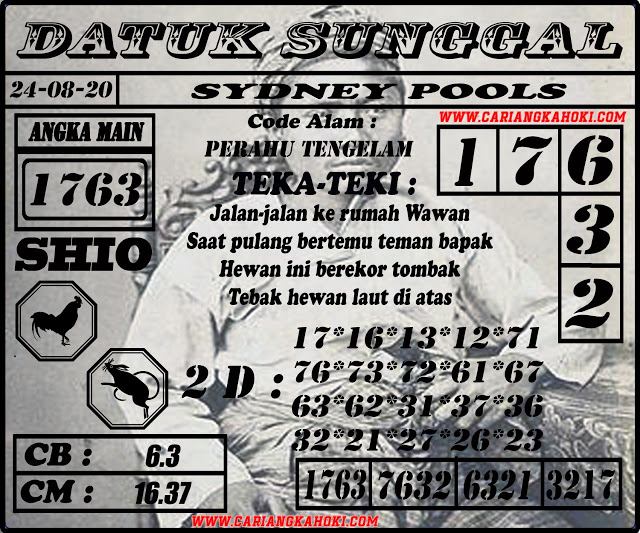 DATUK SUNGGAL
24-08-20
SYDNEY POOLS
WWW.CARIANGKAHOKI.COM
Code Alam :
PERAHU TENGELAM
ANGKA MAIN
1763
1 7 6
3
2
TEKA-TEKI :
Jalan-jalan ke rumah Wawan
Saat pulang bertemu teman bapak
Hewan ini berekor tombak
Tebak hewan laut di atas
SHIO
2 D :
17*16*13*12*71
76*73*72*61*67
63*62*31*37*36
32*21*27*26*23
CB : 6.3
CM : 16.37
1763 7632 6321 3217
WWW.CARIANGKAHOKI.COM